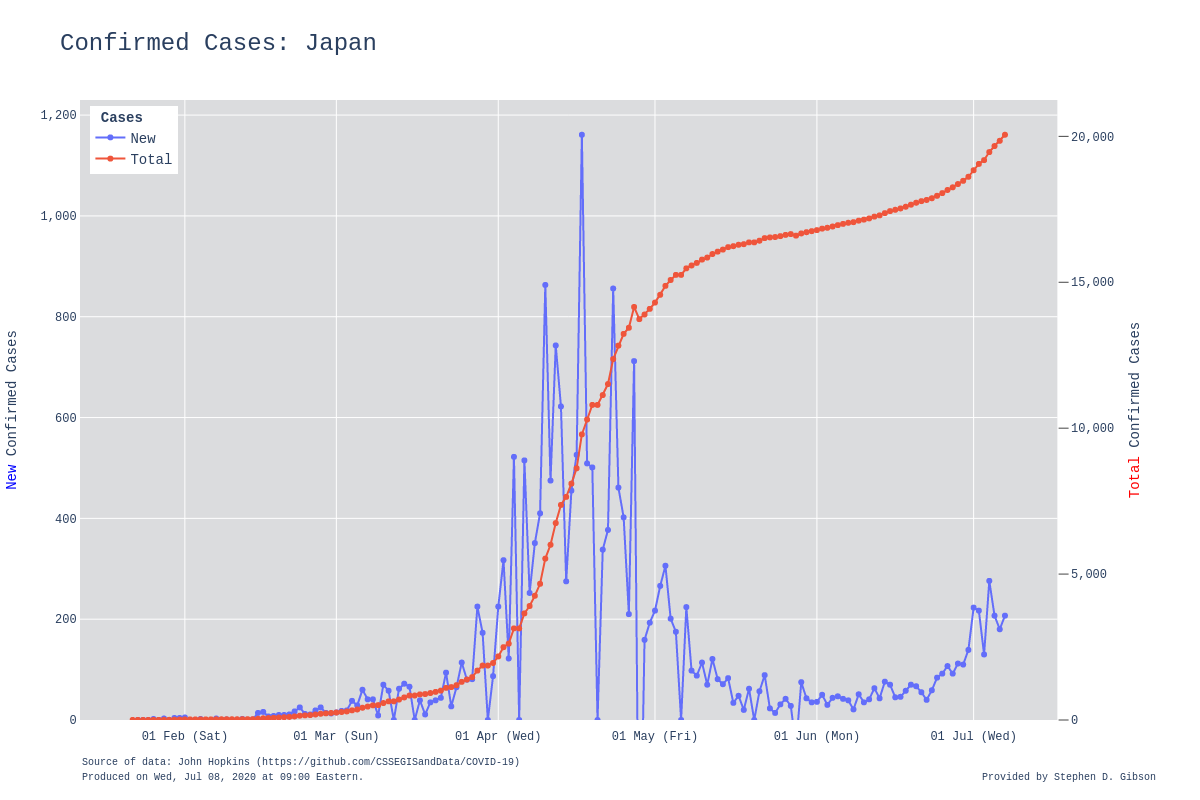 Confirmed Cases: Japan
Cases
New
Total
1,200
1,000
800
600
400
200
0
20,000
15,000
10,000
5,000
0
New Confirmed Cases
Total Confirmed Cases
01 Feb (Sat)
01 Mar (Sun)
01 Apr (Wed)
01 May (Fri)
01 Jun (Mon)
01 Jul (Wed)
Source of data: John Hopkins (https://github.com/CSSEGISandData/COVID-19)
Produced on Wed, Jul 08, 2020 at 09:00 Eastern.
Provided by Stephen D. Gibson